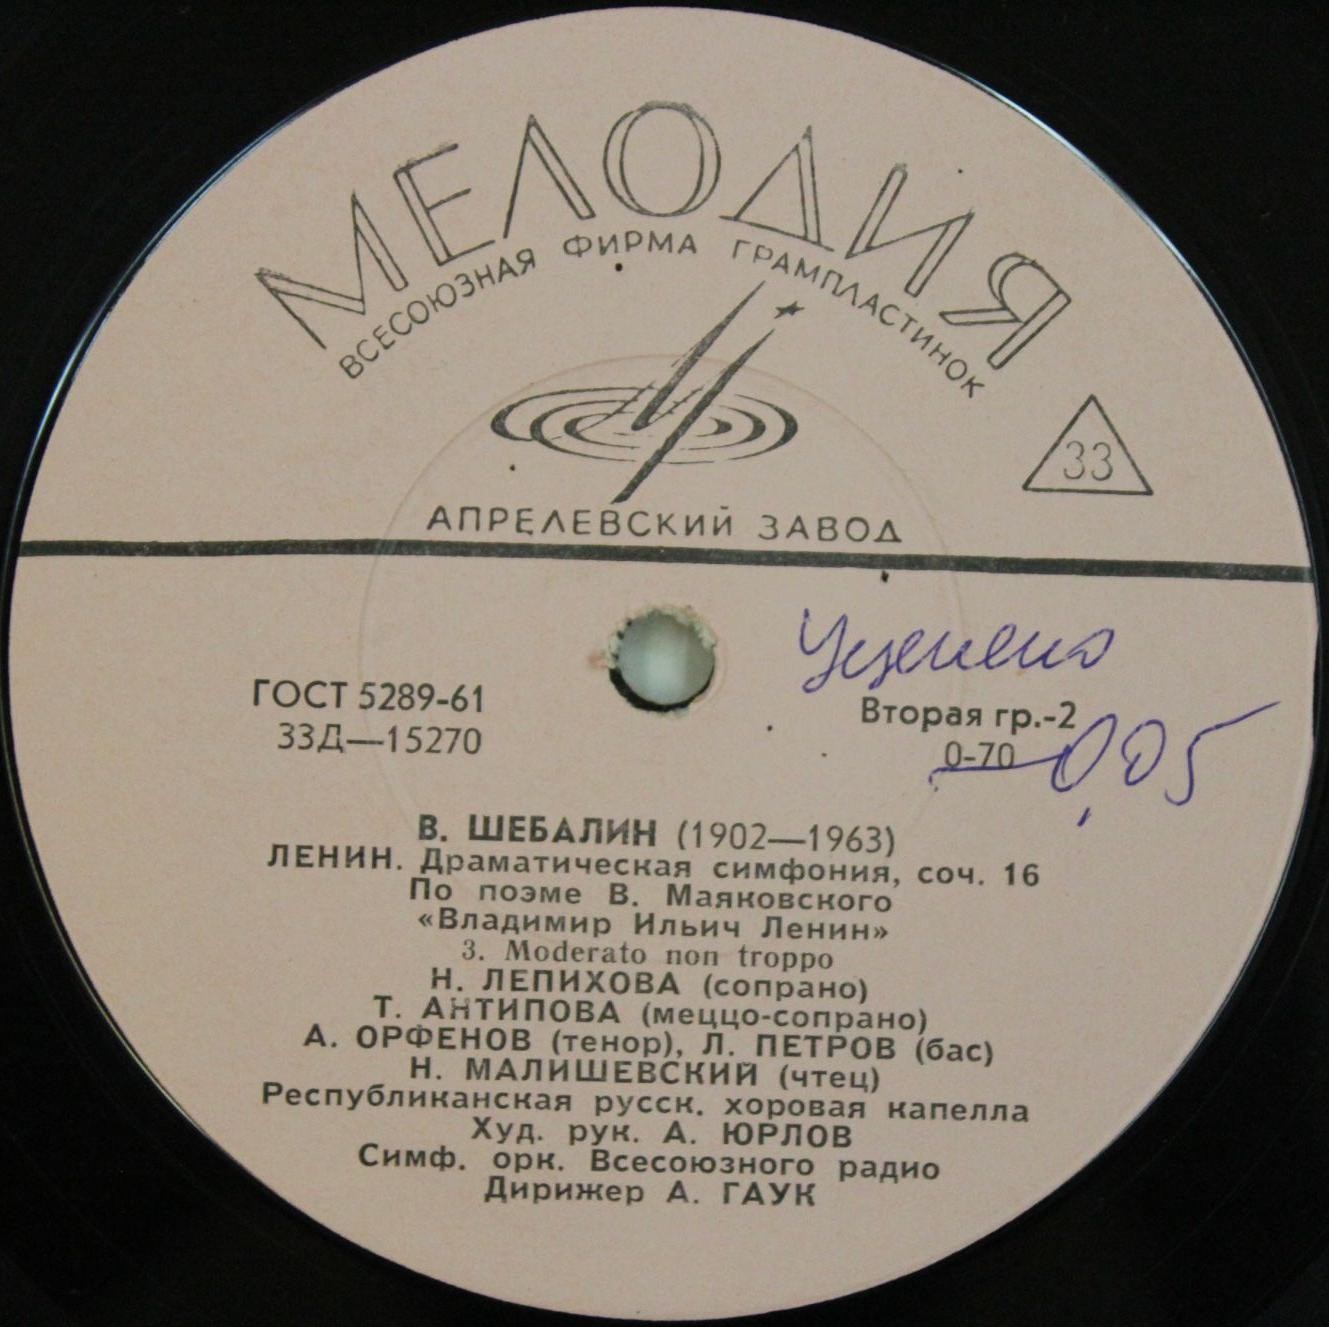 МЕЛОДИЯ
ВСЕСОЮЗНАЯ ФИРМА ГРАМПЛАСТИНОК
33
АПРЕЛЕВСКИЙ ЗАВОД
Уценено
ГОСТ 5289-61
Вторая гр.-2
33Д—15270
0-70
0.05
В. ШЕБАЛИН (1902—1963)
ЛЕНИН. Драматическая симфония, соч. 16
По поэме В. Маяковского
«Владимир Ильич Ленин»
3. Moderato non troppo
Н. ЛЕПИХОВА (сопрано)
Т. АНТИПОВА (меццо-сопрано)
А. ОРФЕНОВ (тенор), Л. ПЕТРОВ (бас)
Н. МАЛИШЕВСКИЙ (чтец)
Республиканская русск. хоровая капелла
Худ. рук. А. ЮРЛОВ
Симф. орк. Всесоюзного радио
Дирижер А. ГАУК